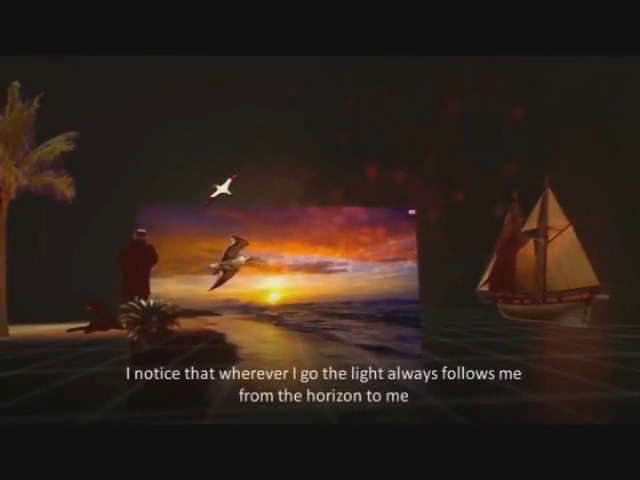 I notice that wherever I go the light always follows me
from the horizon to me